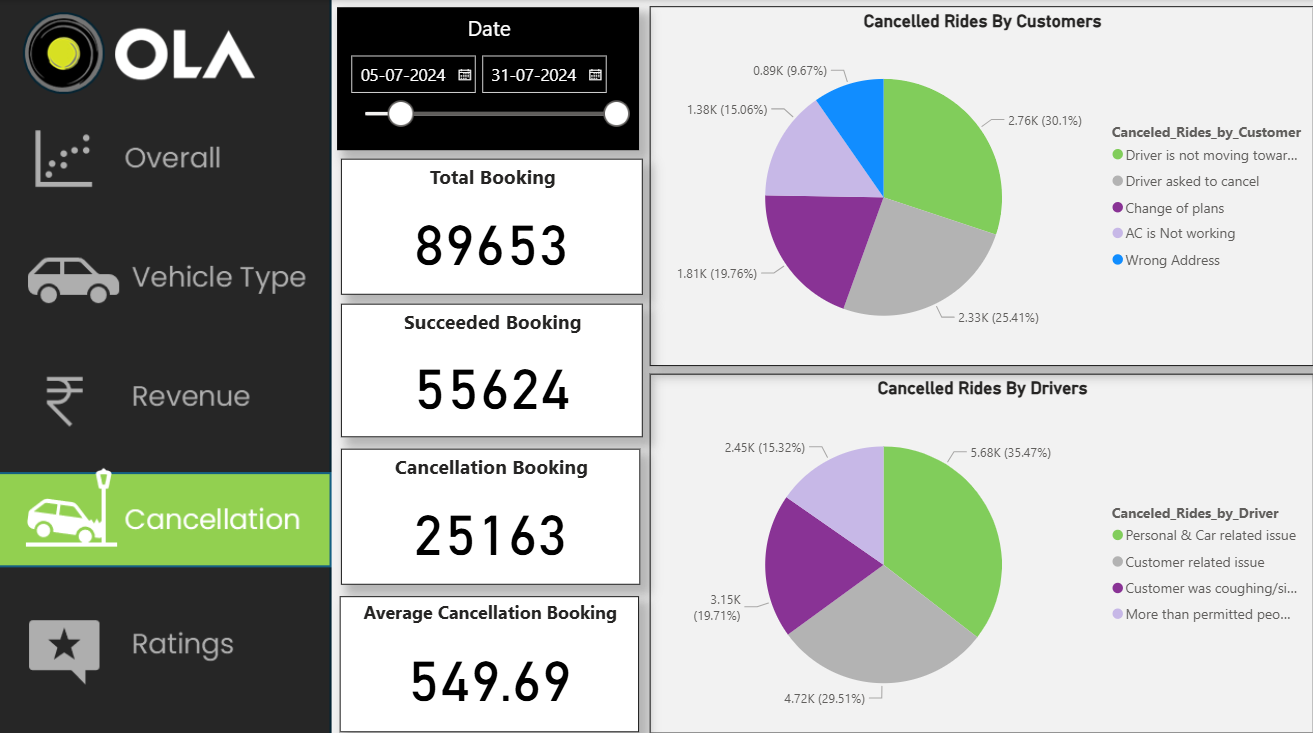 OLA
Overall
Vehicle Type
Revenue
Cancellation
Ratings
Date
05-07-2024
31-07-2024
Total Booking
89653
Succeeded Booking
55624
Cancellation Booking
25163
Average Cancellation Booking
549.69
Cancelled Rides By Customers
0.89K (9.67%)
1.38K (15.06%)
2.76K (30.1%)
1.81K (19.76%)
2.33K (25.41%)
Canceled_Rides_by_Customer
Driver is not moving towar...
Driver asked to cancel
Change of plans
AC is Not working
Wrong Address
Cancelled Rides By Drivers
2.45K (15.32%)
5.68K (35.47%)
3.15K
(19.71%)
4.72K (29.51%)
Canceled_Rides_by_Driver
Personal & Car related issue
Customer related issue
Customer was coughing/si...
More than permitted peo...